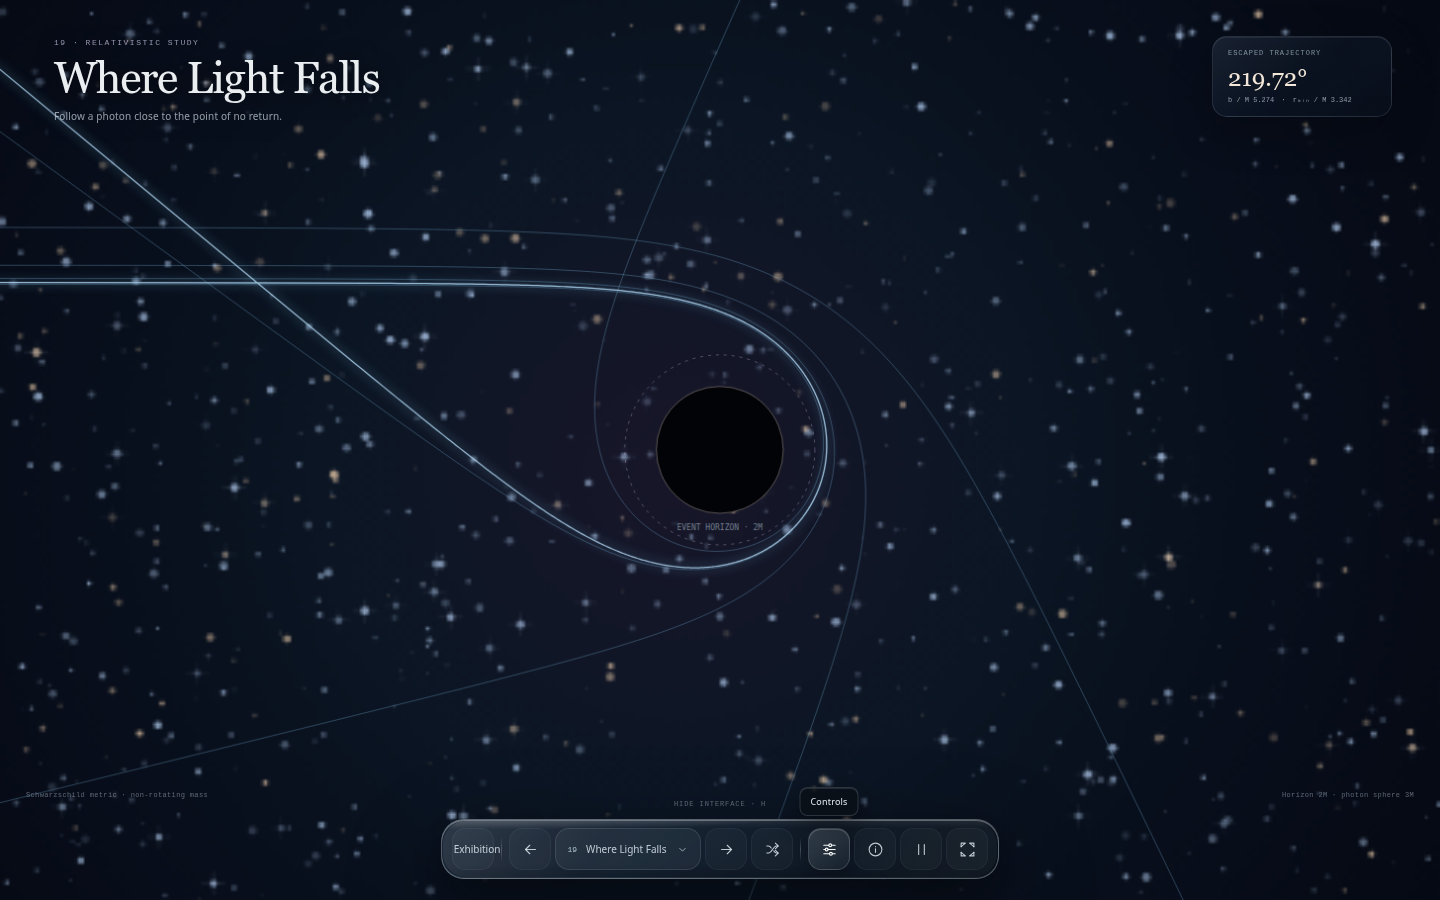 19 · RELATIVISTIC STUDY
Where Light Falls
Follow a photon close to the point of no return.
ESCAPED TRAJECTORY
219.72°
b / M 5.274 · rₘᵢₙ / M 3.342
EVENT HORIZON · 2M
Schwarzschild metric · non-rotating mass
Horizon 2M · photon sphere 3M
HIDE INTERFACE · H
Controls
Exhibition
19 Where Light Falls